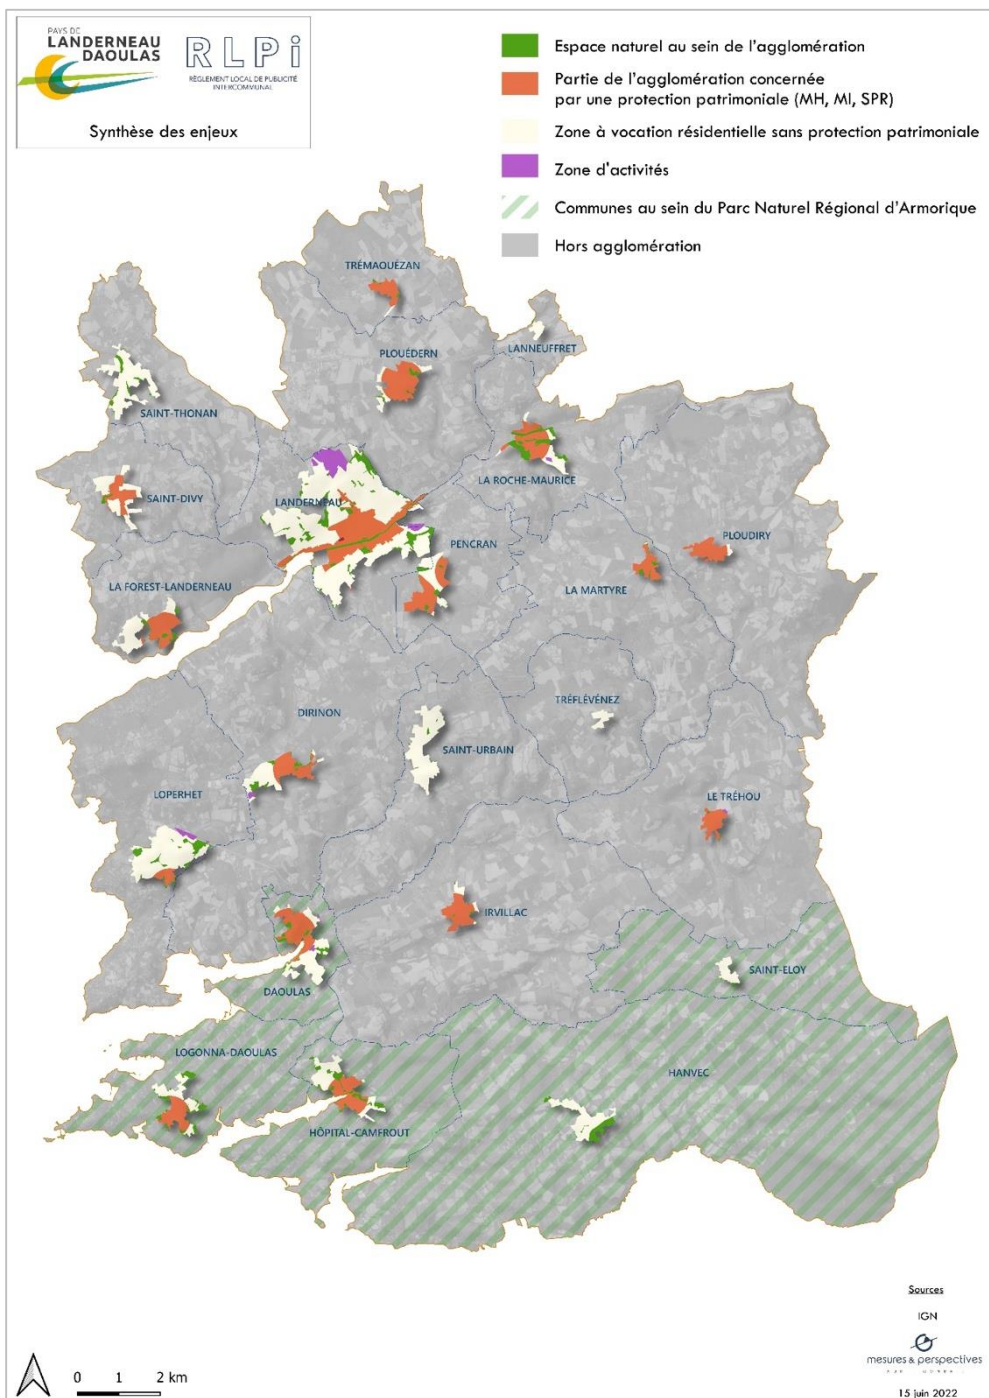 PAYS DE
LANDERNEAU
DAOULAS
RLPi
RÈGLEMENT LOCAL DE PUBLICITÉ
INTERCOMMUNAL
Synthèse des enjeux
Espace naturel au sein de l'agglomération
Partie de l'agglomération concernée
par une protection patrimoniale (MH, MI, SPR)
Zone à vocation résidentielle sans protection patrimoniale
Zone d'activités
Communes au sein du Parc Naturel Régional d'Armorique
Hors agglomération
TRÉMAOUÉZAN
LANNEUFFRET
PLOUÉDERN
SAINT-THONAN
LA ROCHE-MAURICE
SAINT-DIVY
LANDERNEAU
PLOUDIRY
PENCRAN
LA FOREST-LANDERNEAU
LA MARTYRE
TRÉFLÉVÉNEZ
DIRINON
SAINT-URBAIN
LOPERHET
LE TRÉHOU
IRVILLAC
SAINT-ELOY
DAOULAS
LOGONNA-DAOULAS
HANVEC
HÔPITAL-CAMFROUT
Sources
IGN
mesures & perspectives
0 1 2 km
15 juin 2022